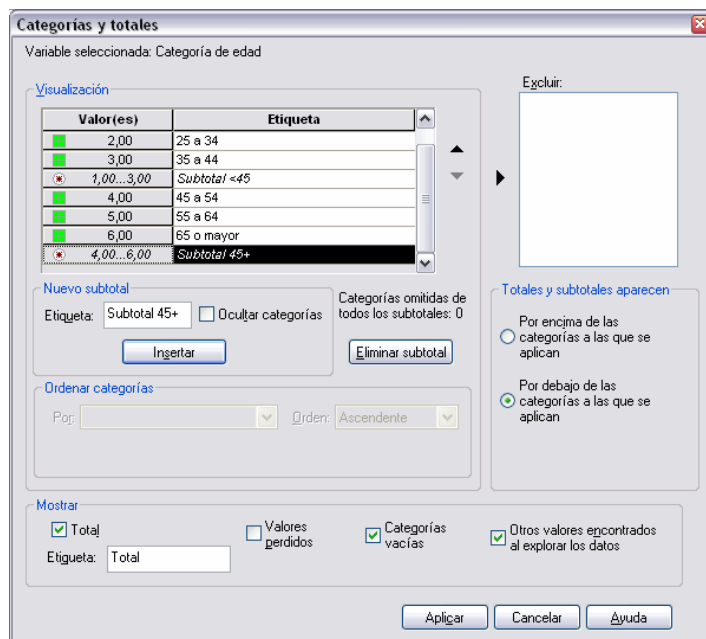 Categorías y totales
Variable seleccionada: Categoría de edad
Visualización
Valor(es) Etiqueta
2,00 25 a 34
3,00 35 a 44
1,00...3,00 Subtotal <45
4,00 45 a 54
5,00 55 a 64
6,00 65 o mayor
4,00...6,00 Subtotal 45+
Excluir:
Nuevo subtotal
Etiqueta: Subtotal 45+ Ocultar categorías
Insertar
Categorías omitidas de
todos los subtotales: 0
Eliminar subtotal
Totales y subtotales aparecen
Por encima de las
categorías a las que se
aplican
Por debajo de las
categorías a las que se
aplican
Ordenar categorías
Por: Orden: Ascendente
Mostrar
Total
Etiqueta: Total
Valores
perdidos
Categorías
vacías
Otros valores encontrados
al explorar los datos
Aplicar Cancelar Ayuda